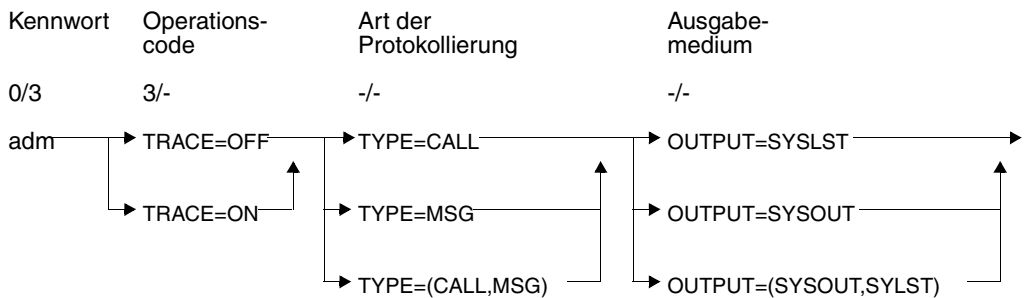 Kennwort Operations- Art der Ausgabe-
code Protokollierung medium
0/3 3/- -/- -/-
adm TRACE=OFF TYPE=CALL OUTPUT=SYSLST
TRACE=ON TYPE=MSG OUTPUT=SYSOUT
TYPE=(CALL,MSG) OUTPUT=(SYSOUT,SYLST)